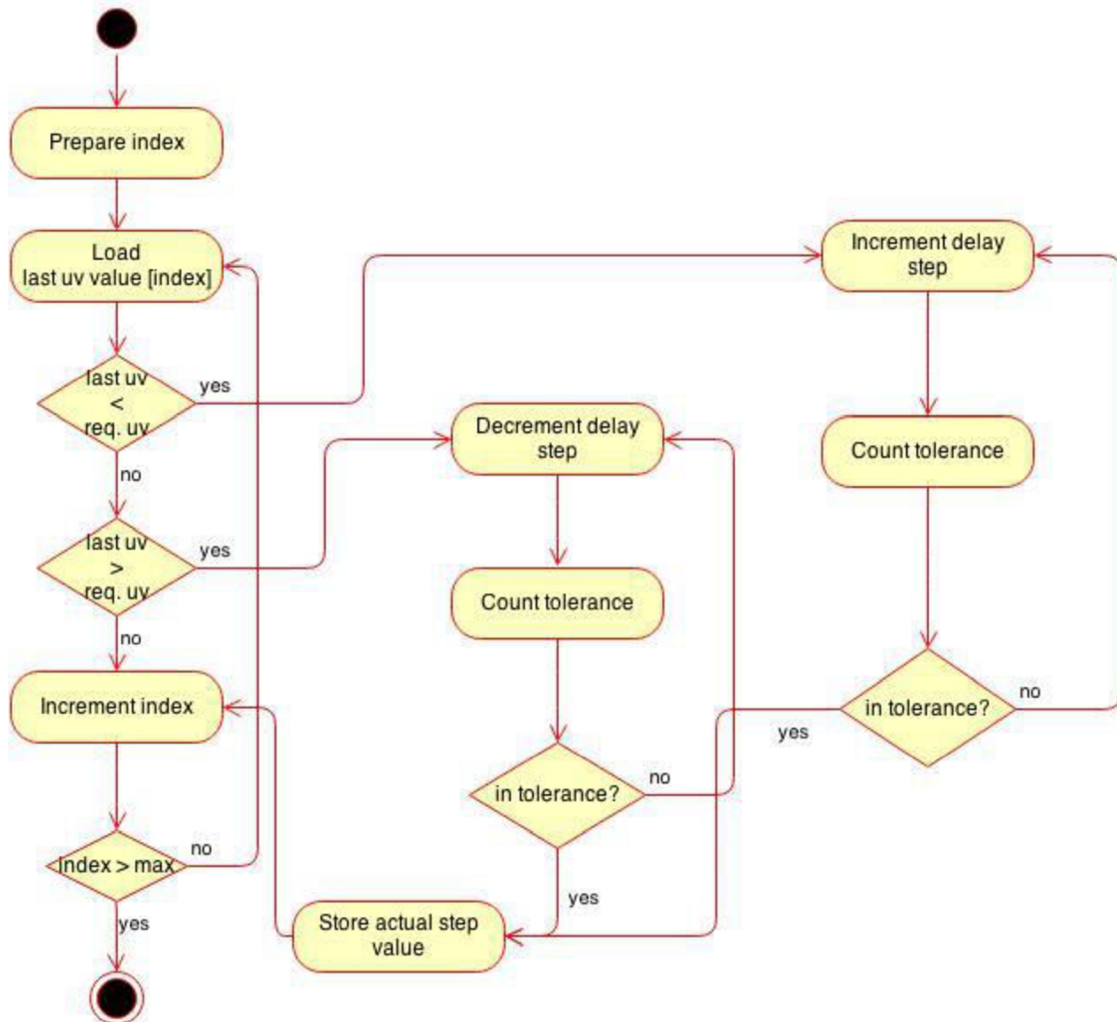 Prepare index
Load
last uv value [index]
last uv
<
req. uv
yes
no
last uv
>
req. uv
yes
no
Increment index
index > max
no
yes
Decrement delay
step
Count tolerance
in tolerance?
no
yes
Store actual step
value
Increment delay
step
Count tolerance
in tolerance?
no
yes